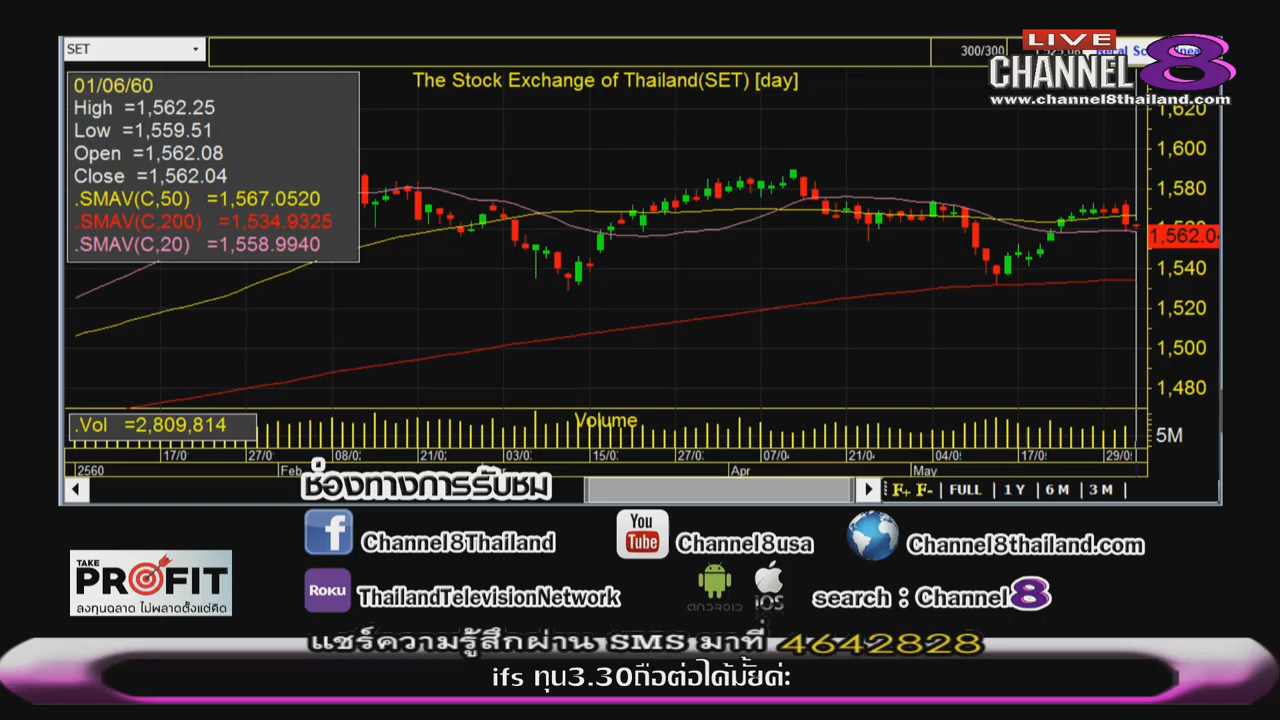 SET
300/300
LIVE
CHANNEL 8
www.channel8thailand.com
The Stock Exchange of Thailand(SET) [day]
01/06/60
High =1,562.25
Low =1,559.51
Open =1,562.08
Close =1,562.04
.SMAV(C,50) =1,567.0520
.SMAV(C,200) =1,534.9325
.SMAV(C,20) =1,558.9940
1,620
1,600
1,580
1,562.04
1,540
1,520
1,500
1,480
.Vol =2,809,814
Volume
5M
17/0 27/0 08/0 21/0 03/0 15/0 27/0 07/0 21/0 04/0 17/0 29/0
2560 Feb Apr May
F+ F- FULL 1 Y 6 M 3 M
ช่องทางการรับชม
Channel8Thailand
You Tube Channel8usa
Channel8thailand.com
TAKE PROFIT
ลงทุนฉลาด ไม่พลาดตั้งแต่คิด
ROKU ThailandTelevisionNetwork
iOS
search : Channel 8
แชร์ความรู้สึกผ่าน SMS มาที่ 4642828
ifs ทุน3.30ถือต่อได้มั้ยค่ะ